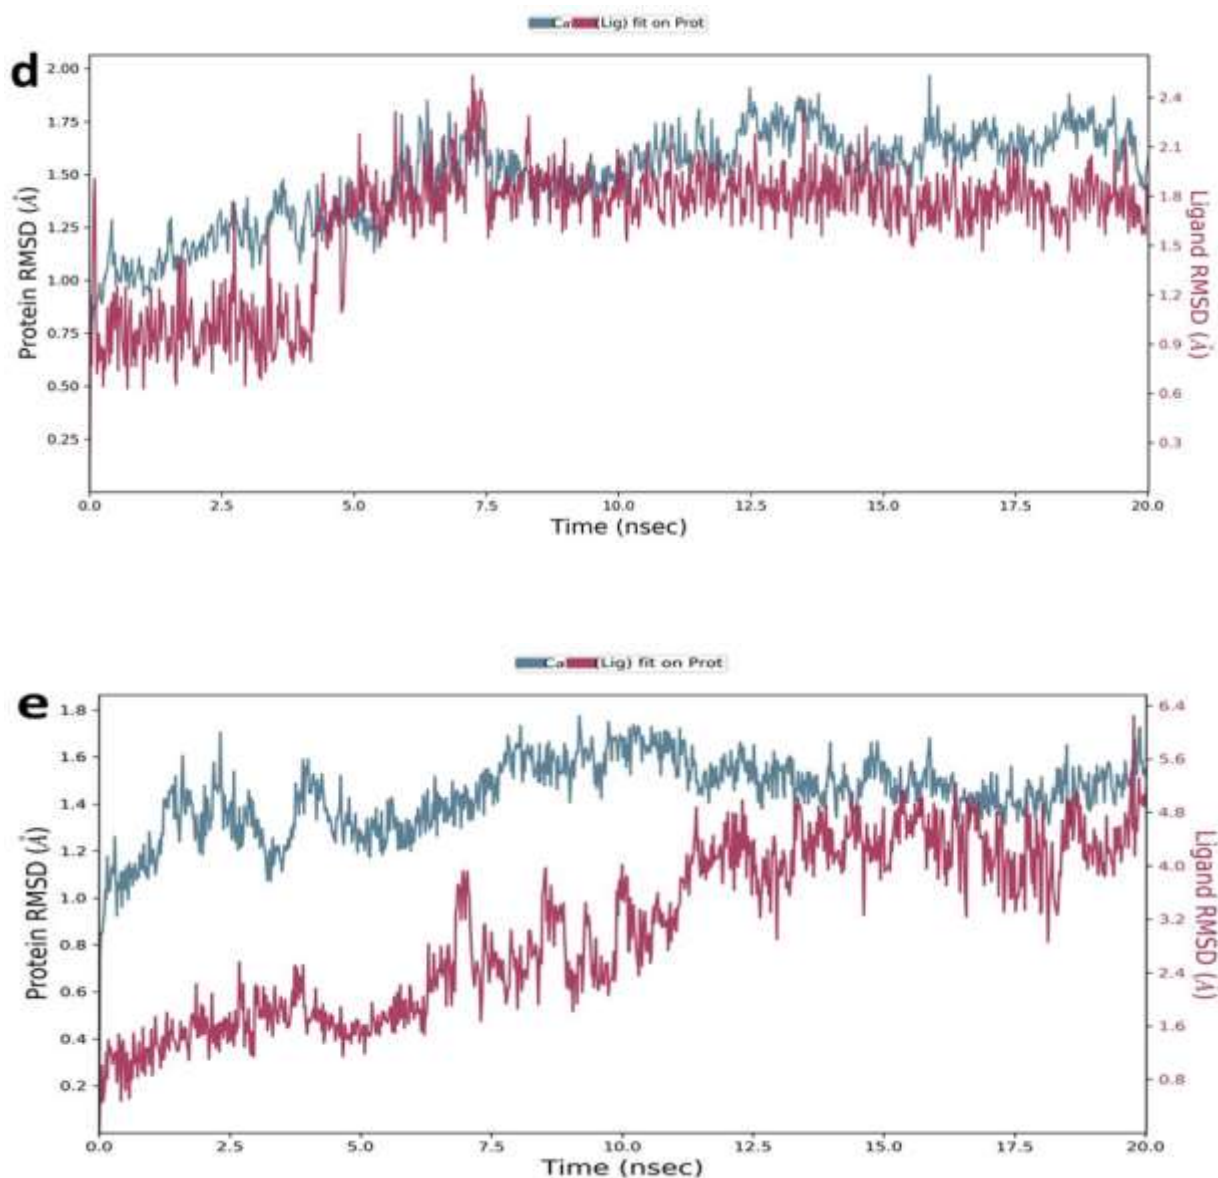 Ca (Lig) fit on Prot
d
Protein RMSD (Å)
2.00
1.75
1.50
1.25
1.00
0.75
0.50
0.25
2.4
2.1
1.8
1.5
1.2
0.9
0.6
0.3
Ligand RMSD (Å)
0.0 2.5 5.0 7.5 10.0 12.5 15.0 17.5 20.0
Time (nsec)
Ca (Lig) fit on Prot
e
Protein RMSD (Å)
1.8
1.6
1.4
1.2
1.0
0.8
0.6
0.4
0.2
6.4
5.6
4.8
4.0
3.2
2.4
1.6
0.8
Ligand RMSD (Å)
0.0 2.5 5.0 7.5 10.0 12.5 15.0 17.5 20.0
Time (nsec)